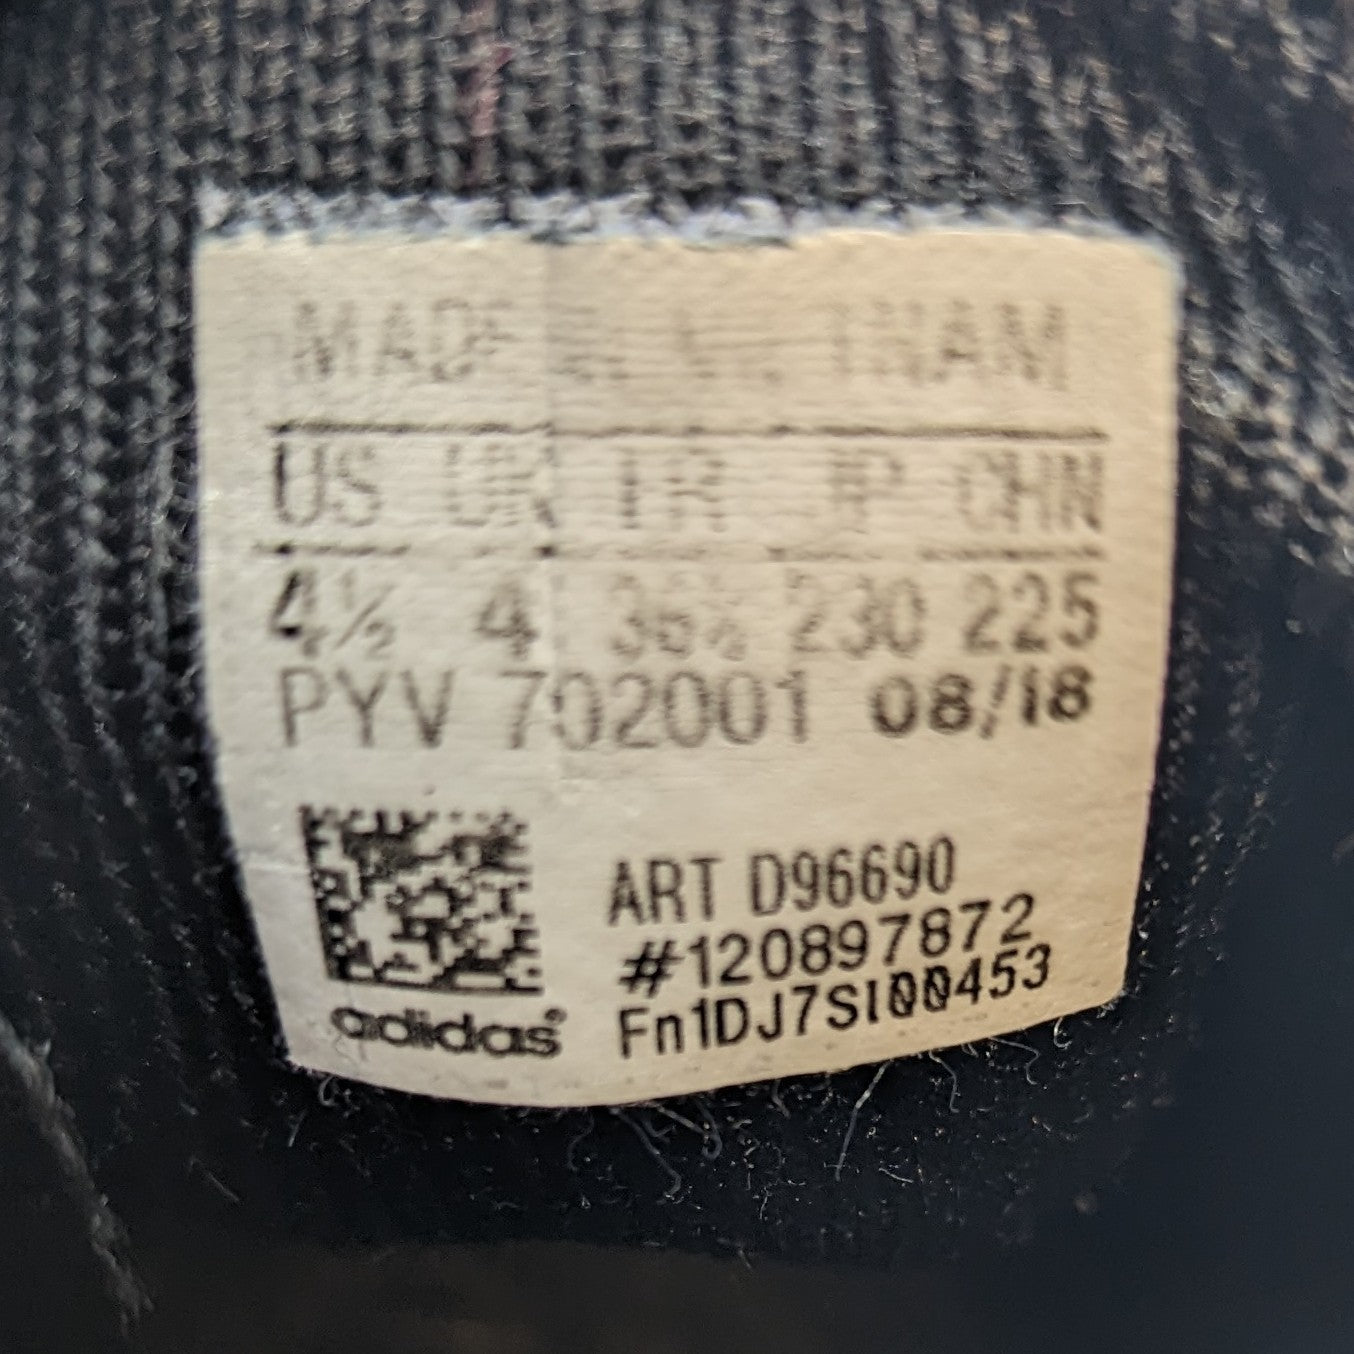 MADE IN VIETNAM
US UK FR JP CHN
4½ 4 36⅔ 230 225
PYV 702001 08/18
ART D96690
#120897872
adidas® Fn1DJ7SI00453